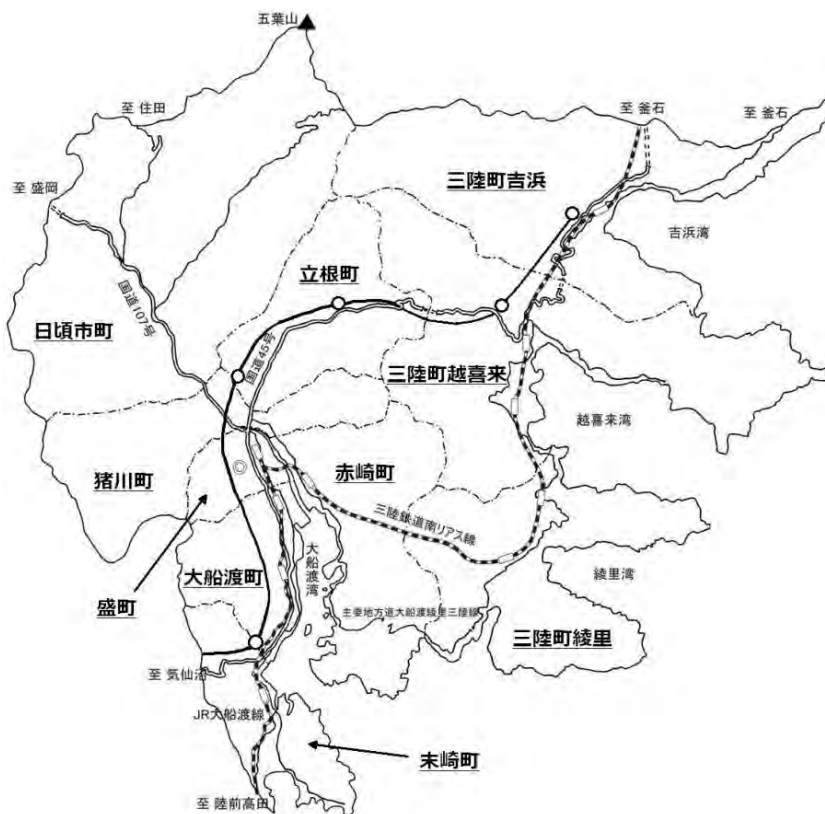 五葉山
至 住田
至 釜石
至 釜石
至 盛岡
三陸町吉浜
吉浜湾
立根町
国道107号
日頃市町
国道45号
三陸町越喜来
越喜来湾
猪川町
赤崎町
三陸鉄道南リアス線
大船渡湾
綾里湾
大船渡町
盛町
主要地方道大船渡綾里三陸線
三陸町綾里
至 気仙沼
JR大船渡線
末崎町
至 陸前高田